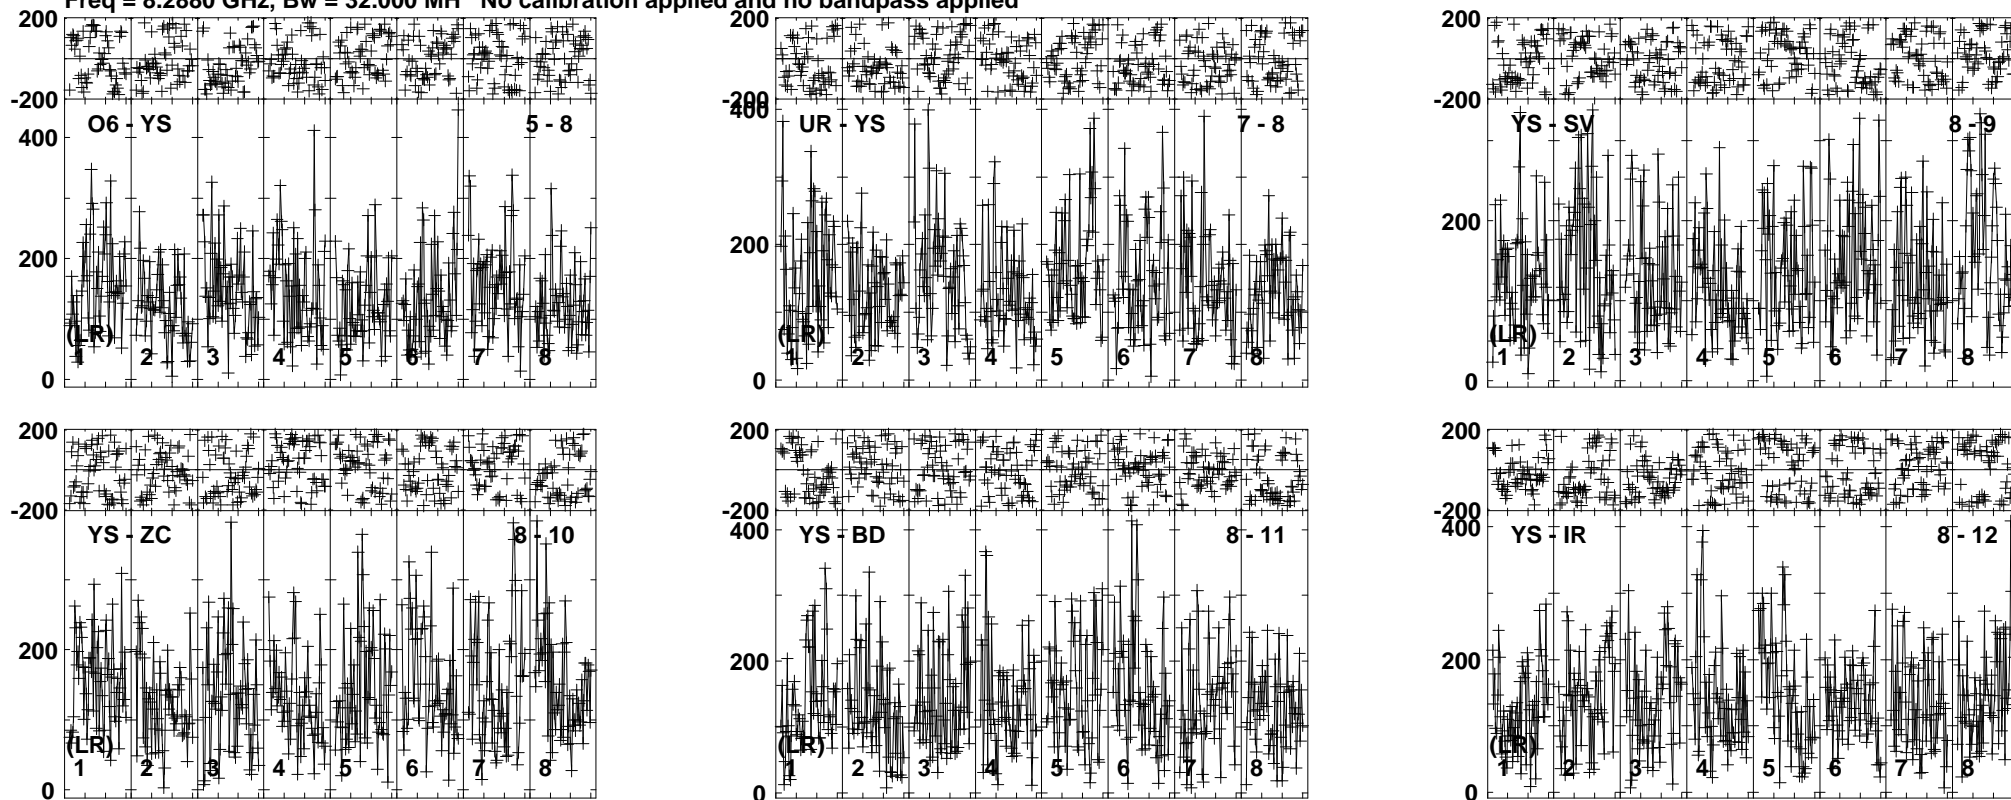 Freq = 8.2880 GHz, Bw = 32.000 MH No calibration applied and no bandpass applied
200
-200
O6 - YS 5 - 8
400
200
(LR)
0
1 2 3 4 5 6 7 8
200
-200
400
UR - YS 7 - 8
200
(LR)
0
1 2 3 4 5 6 7 8
200
-200
YS - SV 8 - 9
200
(LR)
0
1 2 3 4 5 6 7 8
200
-200
YS - ZC 8 - 10
200
(LR)
0
1 2 3 4 5 6 7 8
200
-200
YS - BD 8 - 11
400
200
(LR)
0
1 2 3 4 5 6 7 8
200
-200
YS - IR 8 - 12
400
200
(LR)
0
1 2 3 4 5 6 7 8